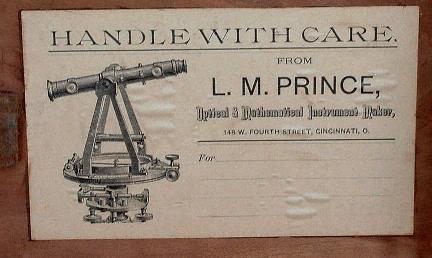 HANDLE WITH CARE.
FROM
L. M. PRINCE,
Optical & Mathematical Instrument Maker,
148 W. FOURTH STREET, CINCINNATI, O.
For